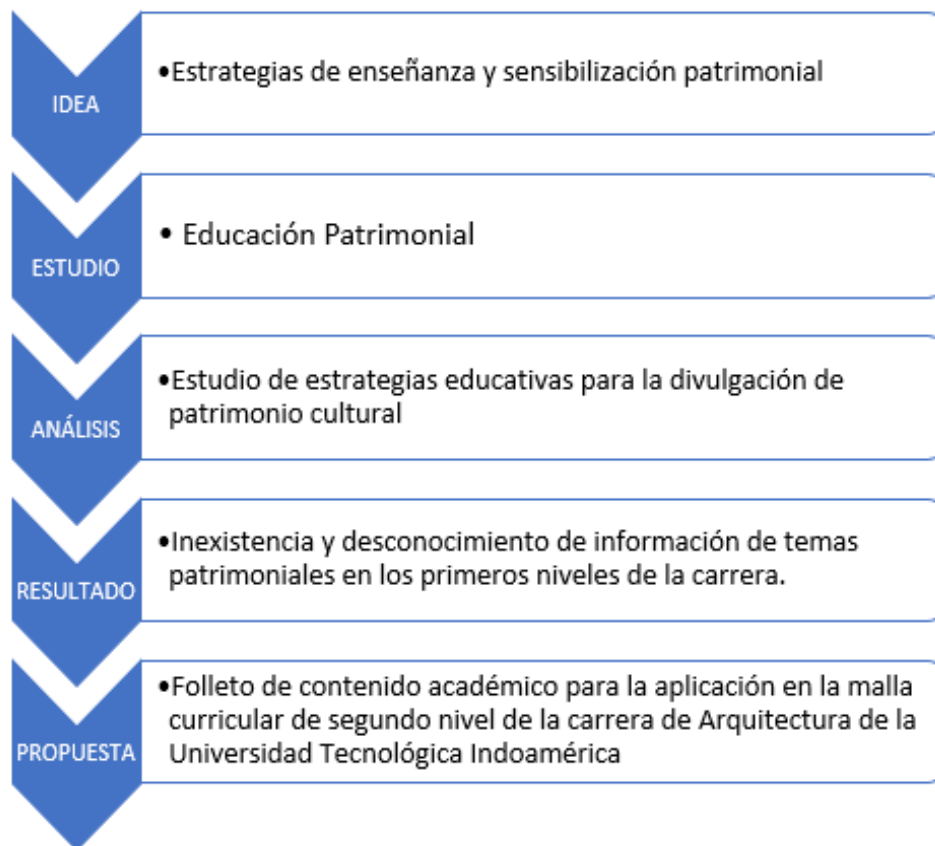 IDEA
•Estrategias de enseñanza y sensibilización patrimonial
ESTUDIO
• Educación Patrimonial
ANÁLISIS
•Estudio de estrategias educativas para la divulgación de
patrimonio cultural
RESULTADO
•Inexistencia y desconocimiento de información de temas
patrimoniales en los primeros niveles de la carrera.
PROPUESTA
•Folleto de contenido académico para la aplicación en la malla
curricular de segundo nivel de la carrera de Arquitectura de la
Universidad Tecnológica Indoamérica